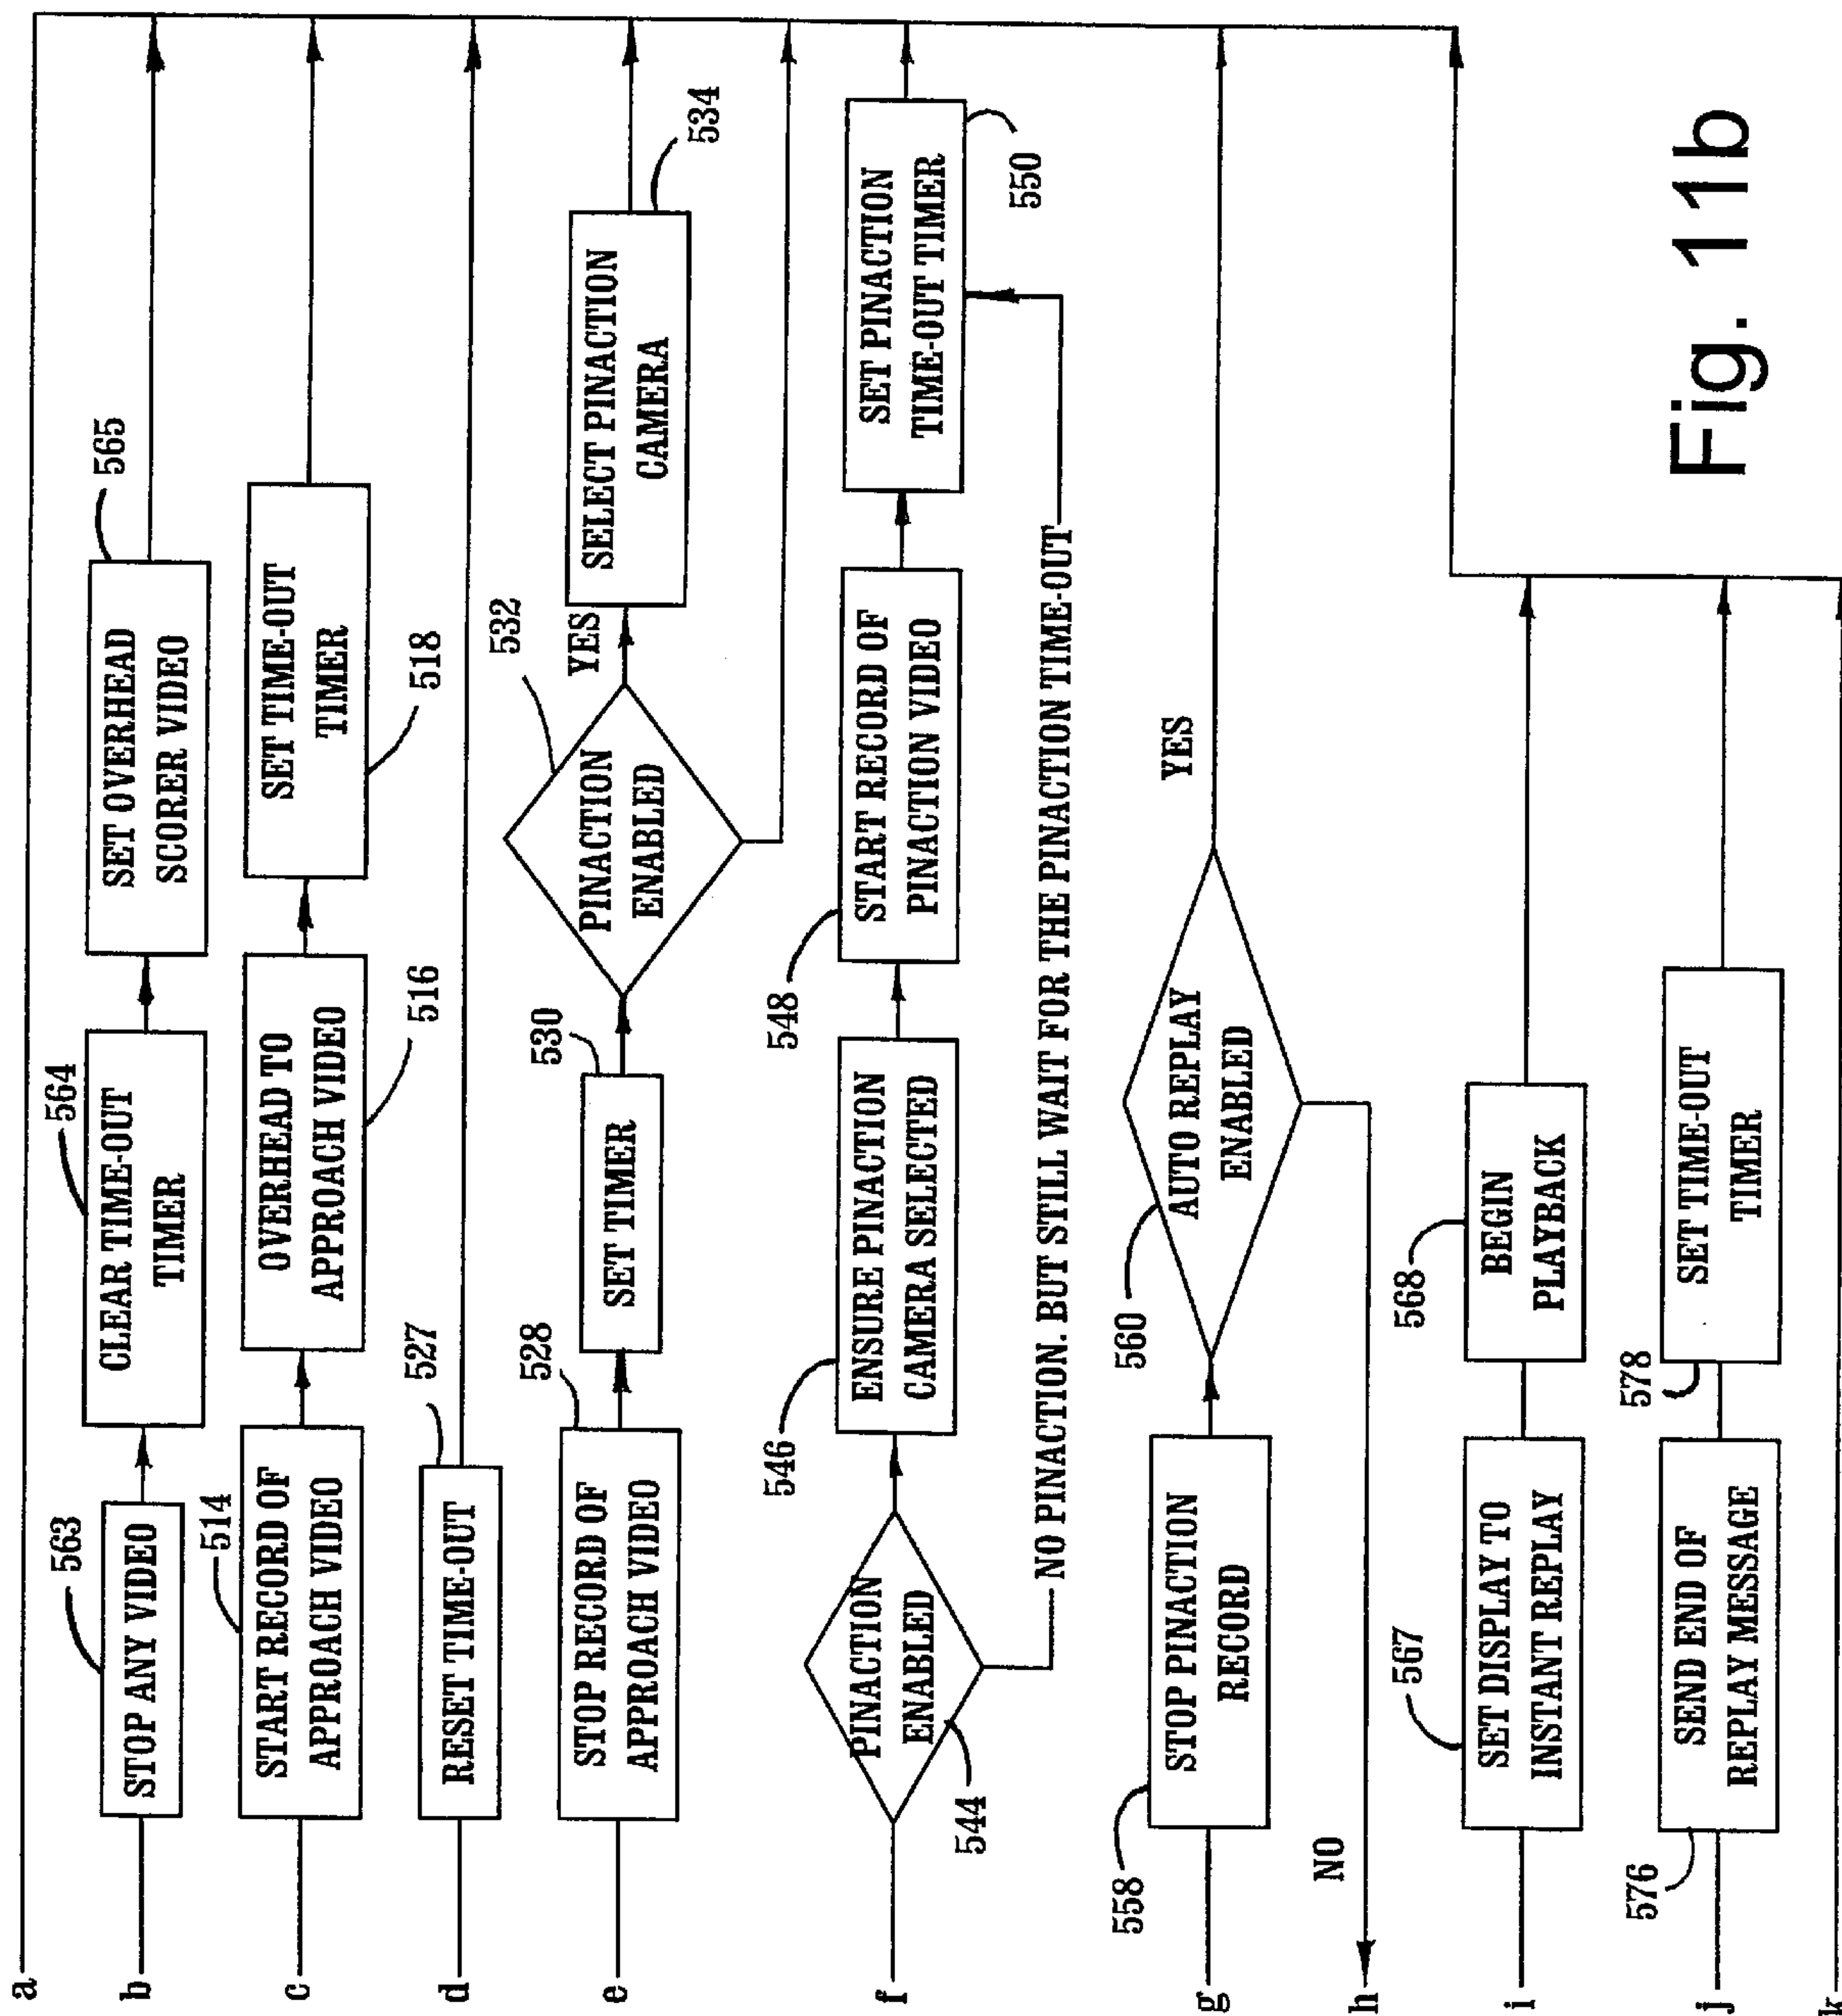 a
b
563
STOP ANY VIDEO
564
CLEAR TIME-OUT
TIMER
565
SET OVERHEAD
SCORER VIDEO
c
514
START RECORD OF
APPROACH VIDEO
516
OVERHEAD TO
APPROACH VIDEO
518
SET TIME-OUT
TIMER
d
527
RESET TIME-OUT
e
528
STOP RECORD OF
APPROACH VIDEO
530
SET TIMER
532
PINACTION
ENABLED
YES
534
SELECT PINACTION
CAMERA
f
544
PINACTION
ENABLED
546
ENSURE PINACTION
CAMERA SELECTED
548
START RECORD OF
PINACTION VIDEO
550
SET PINACTION
TIME-OUT TIMER
NO PINACTION. BUT STILL WAIT FOR THE PINACTION TIME-OUT
g
558
STOP PINACTION
RECORD
560
AUTO REPLAY
ENABLED
YES
NO
h
i
567
SET DISPLAY TO
INSTANT REPLAY
568
BEGIN
PLAYBACK
j
576
SEND END OF
REPLAY MESSAGE
578
SET TIME-OUT
TIMER
k
Fig. 11b